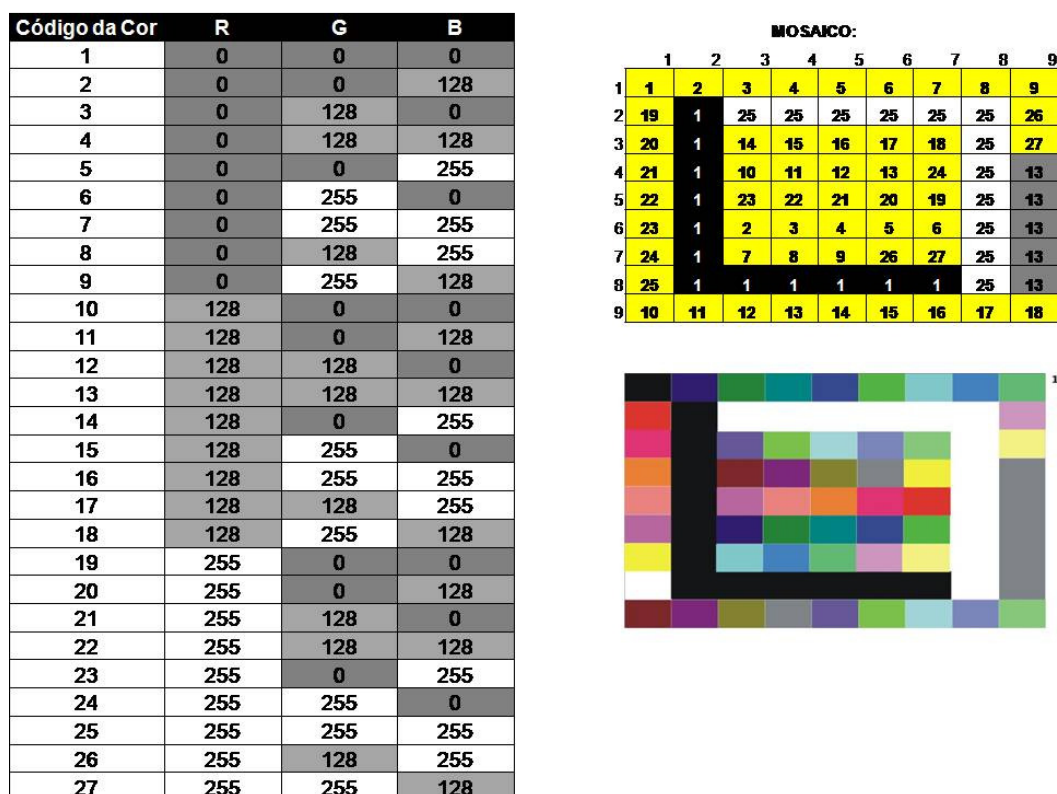 Código da Cor R G B
1 0 0 0
2 0 0 128
3 0 128 0
4 0 128 128
5 0 0 255
6 0 255 0
7 0 255 255
8 0 128 255
9 0 255 128
10 128 0 0
11 128 0 128
12 128 128 0
13 128 128 128
14 128 0 255
15 128 255 0
16 128 255 255
17 128 128 255
18 128 255 128
19 255 0 0
20 255 0 128
21 255 128 0
22 255 128 128
23 255 0 255
24 255 255 0
25 255 255 255
26 255 128 255
27 255 255 128
MOSAICO:
1 2 3 4 5 6 7 8 9
1 1 2 3 4 5 6 7 8 9
2 19 1 25 25 25 25 25 25 26
3 20 1 14 15 16 17 18 25 27
4 21 1 10 11 12 13 24 25 13
5 22 1 23 22 21 20 19 25 13
6 23 1 2 3 4 5 6 25 13
7 24 1 7 8 9 26 27 25 13
8 25 1 1 1 1 1 1 25 13
9 10 11 12 13 14 15 16 17 18
1